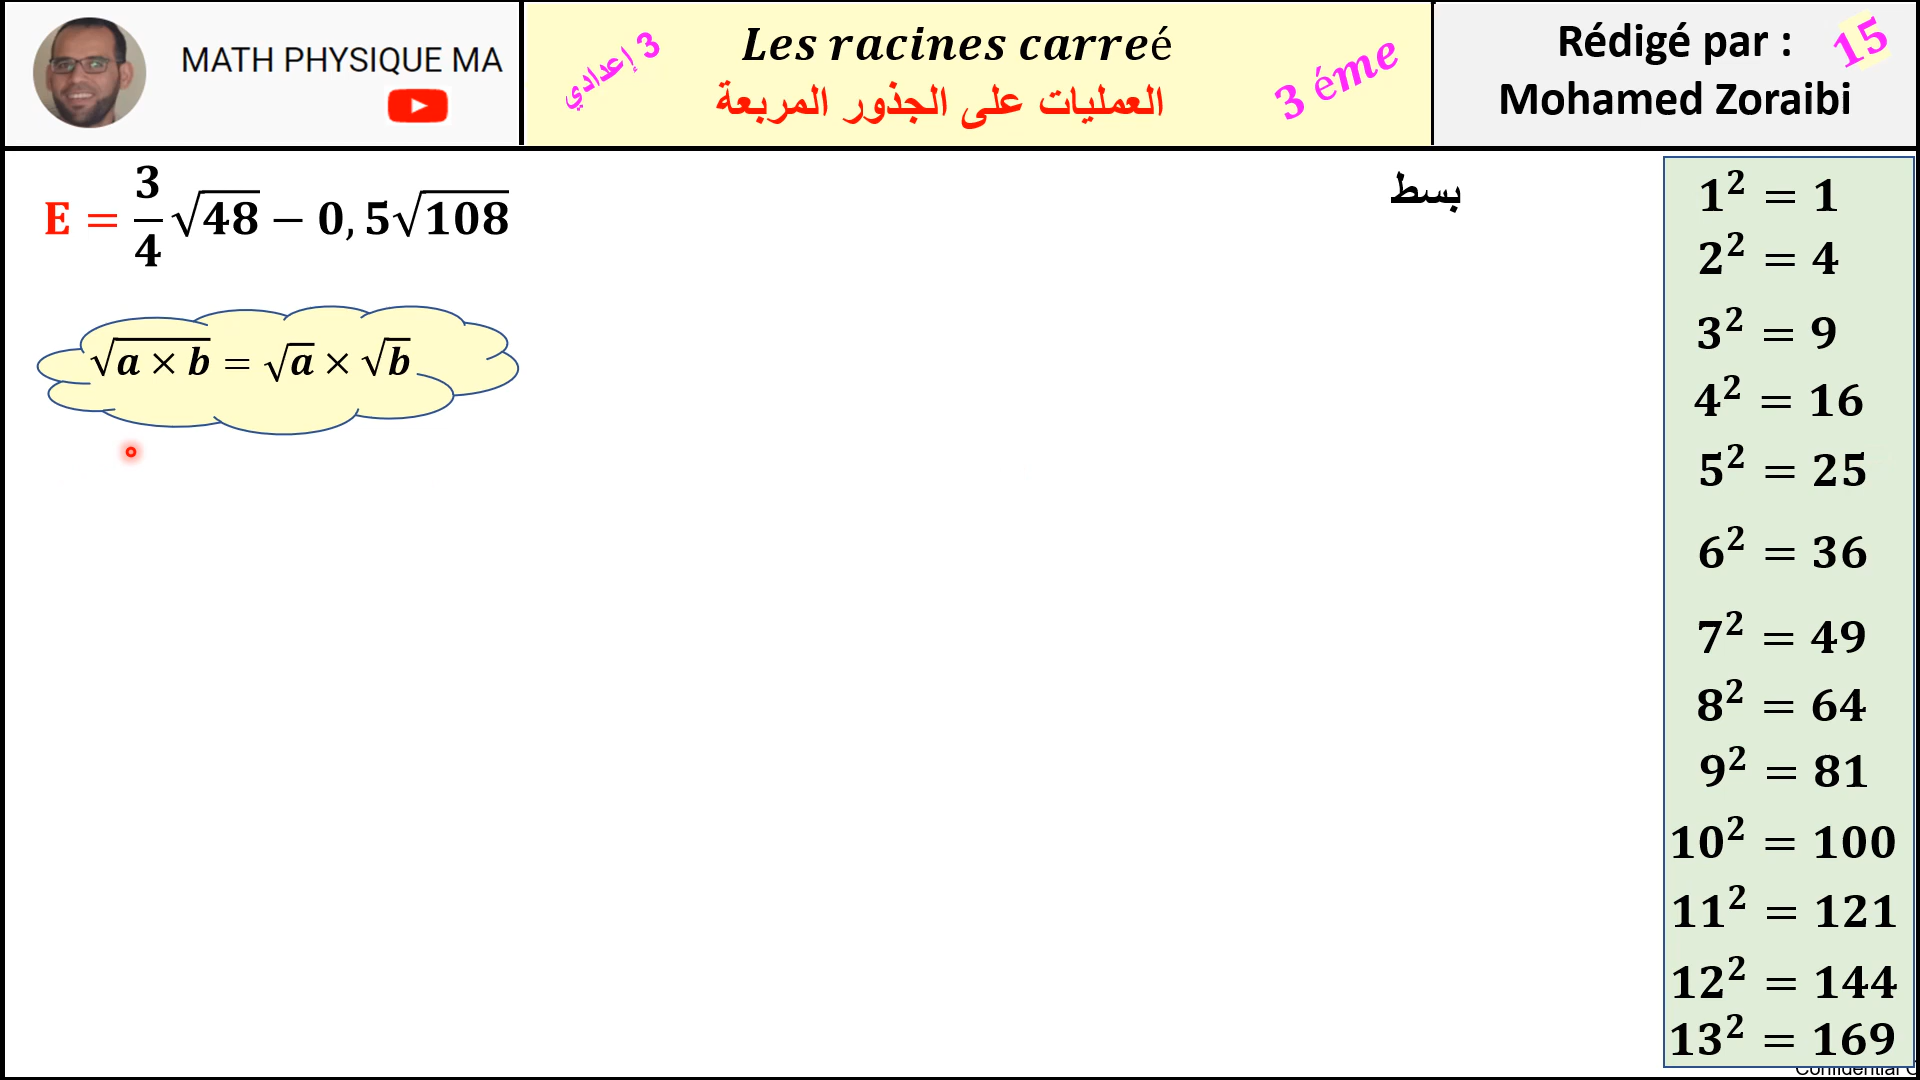 MATH PHYSIQUE MA
3 إعدادي
Les racines carreé
العمليات على الجذور المربعة
3 éme
Rédigé par :
15
Mohamed Zoraibi
E = 3/4 √48 − 0,5√108
بسط
√(a × b) = √a × √b
1² = 1
2² = 4
3² = 9
4² = 16
5² = 25
6² = 36
7² = 49
8² = 64
9² = 81
10² = 100
11² = 121
12² = 144
13² = 169
Confidential